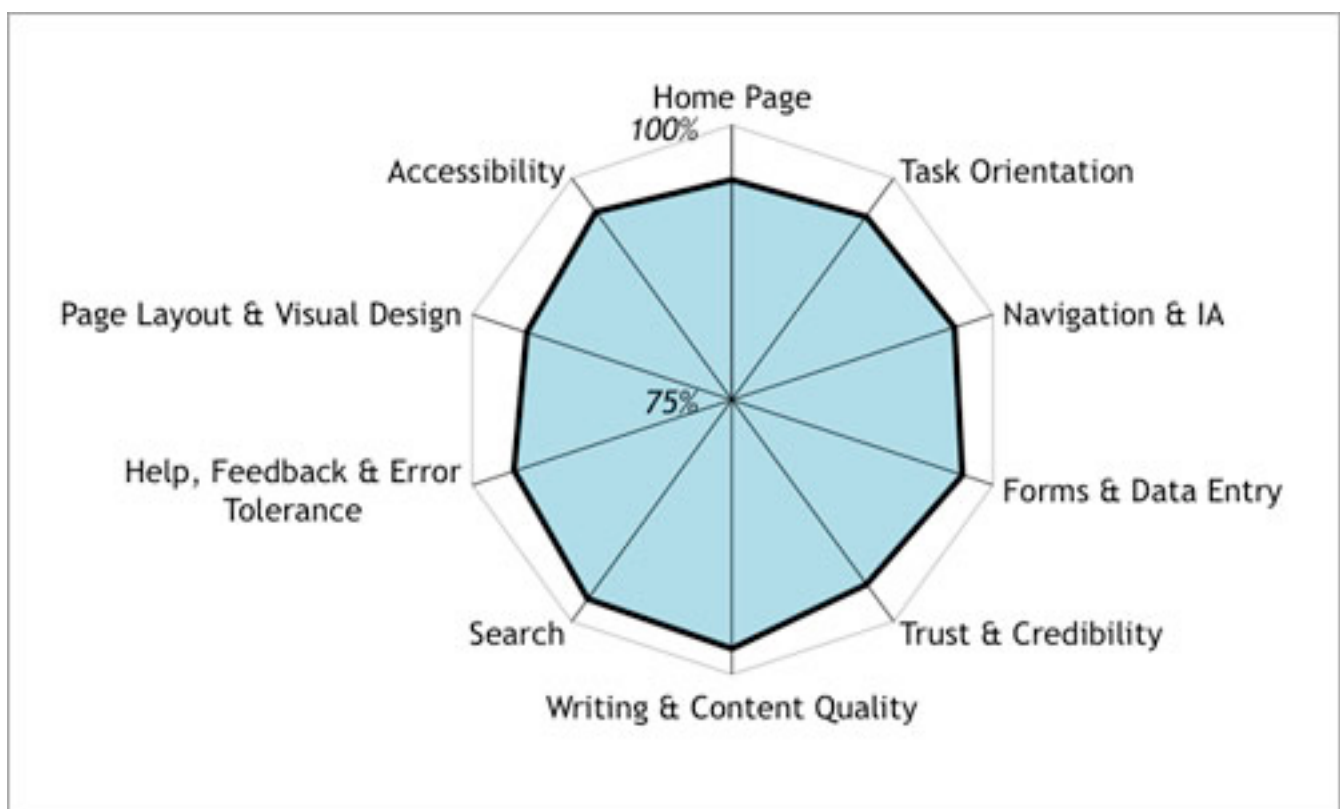 Home Page
100%
Accessibility
Task Orientation
Page Layout & Visual Design
Navigation & IA
75%
Help, Feedback & Error
Tolerance
Forms & Data Entry
Search
Trust & Credibility
Writing & Content Quality